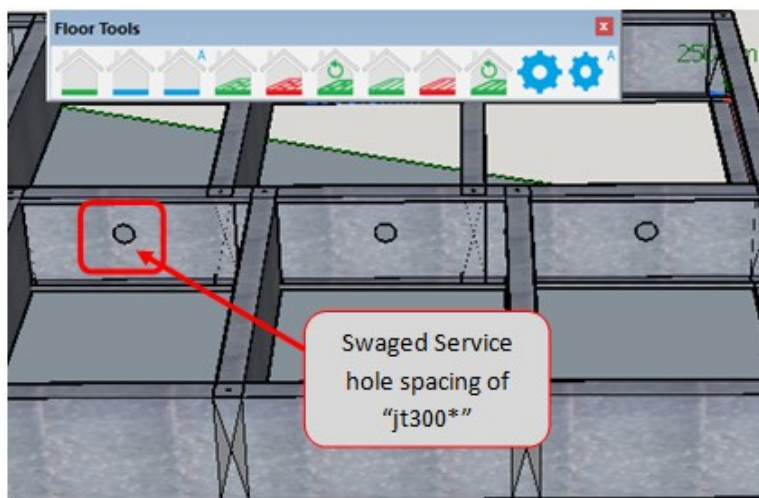 Floor Tools
A
A
Swaged Service
hole spacing of
“jt300*”